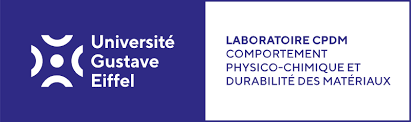 Université
Gustave
Eiffel
LABORATOIRE CPDM
COMPORTEMENT
PHYSICO-CHIMIQUE ET
DURABILITÉ DES MATÉRIAUX